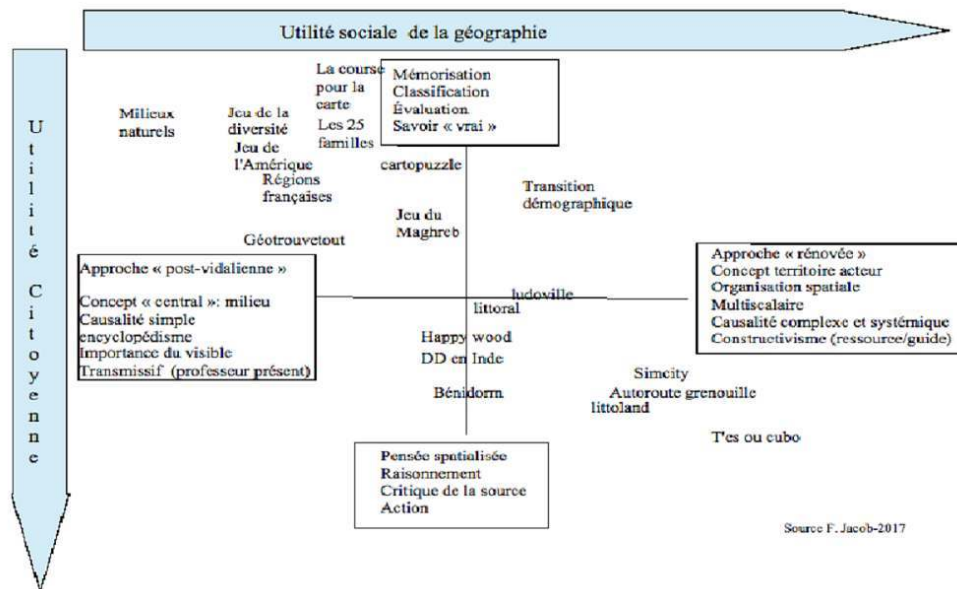 Utilité sociale de la géographie
Utilité Citoyenne
La course
pour la
carte
Les 25
familles
Mémorisation
Classification
Évaluation
Savoir « vrai »
Milieux
naturels
Jeu de la
diversité
Jeu de
l'Amérique
Régions
françaises
cartopuzzle
Transition
démographique
Jeu du
Maghreb
Géotrouvetout
Approche « post-vidalienne »
Concept « central »: milieu
Causalité simple
encyclopédisme
Importance du visible
Transmissif (professeur présent)
Approche « rénovée »
Concept territoire acteur
Organisation spatiale
Multiscalaire
Causalité complexe et systémique
Constructivisme (ressource/guide)
ludoville
littoral
Happy wood
DD en Inde
Bénidorm
Simcity
Autoroute grenouille
littoland
T'es ou cubo
Pensée spatialisée
Raisonnement
Critique de la source
Action
Source F. Jacob-2017